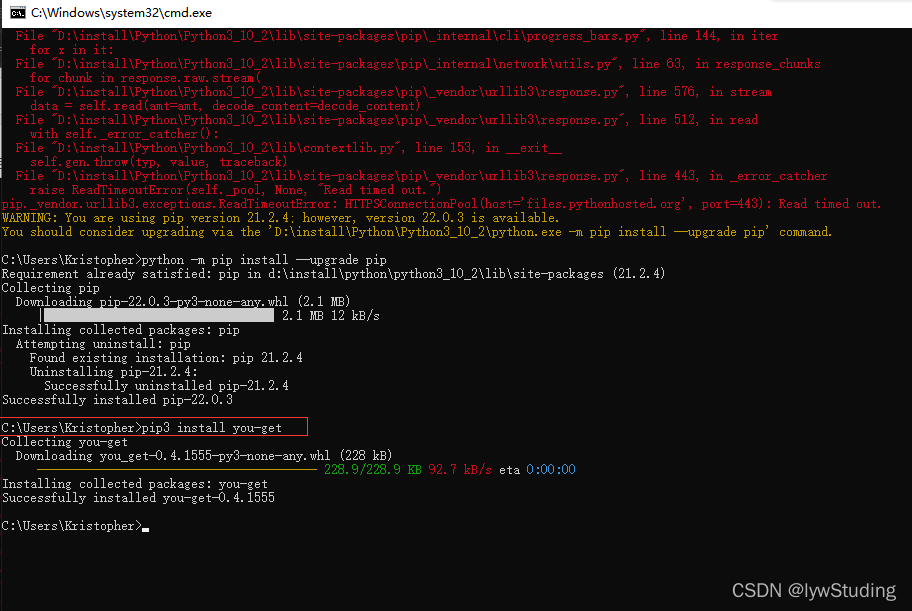 C:\Windows\system32\cmd.exe
File "D:\install\Python\Python3_10_2\lib\site-packages\pip\_internal\cli\progress_bars.py", line 144, in iter
for x in it:
File "D:\install\Python\Python3_10_2\lib\site-packages\pip\_internal\network\utils.py", line 63, in response_chunks
for chunk in response.raw.stream(
File "D:\install\Python\Python3_10_2\lib\site-packages\pip\_vendor\urllib3\response.py", line 576, in stream
data = self.read(amt=amt, decode_content=decode_content)
File "D:\install\Python\Python3_10_2\lib\site-packages\pip\_vendor\urllib3\response.py", line 512, in read
with self._error_catcher():
File "D:\install\Python\Python3_10_2\lib\contextlib.py", line 153, in __exit__
self.gen.throw(typ, value, traceback)
File "D:\install\Python\Python3_10_2\lib\site-packages\pip\_vendor\urllib3\response.py", line 443, in _error_catcher
raise ReadTimeoutError(self._pool, None, "Read timed out.")
pip._vendor.urllib3.exceptions.ReadTimeoutError: HTTPSConnectionPool(host='files.pythonhosted.org', port=443): Read timed out.
WARNING: You are using pip version 21.2.4; however, version 22.0.3 is available.
You should consider upgrading via the 'D:\install\Python\Python3_10_2\python.exe -m pip install --upgrade pip' command.
C:\Users\Kristopher>python -m pip install --upgrade pip
Requirement already satisfied: pip in d:\install\python\python3_10_2\lib\site-packages (21.2.4)
Collecting pip
Downloading pip-22.0.3-py3-none-any.whl (2.1 MB)
| 2.1 MB 12 kB/s
Installing collected packages: pip
Attempting uninstall: pip
Found existing installation: pip 21.2.4
Uninstalling pip-21.2.4:
Successfully uninstalled pip-21.2.4
Successfully installed pip-22.0.3
C:\Users\Kristopher>pip3 install you-get
Collecting you-get
Downloading you_get-0.4.1555-py3-none-any.whl (228 kB)
228.9/228.9 KB 92.7 kB/s eta 0:00:00
Installing collected packages: you-get
Successfully installed you-get-0.4.1555
C:\Users\Kristopher>
CSDN @lywStuding